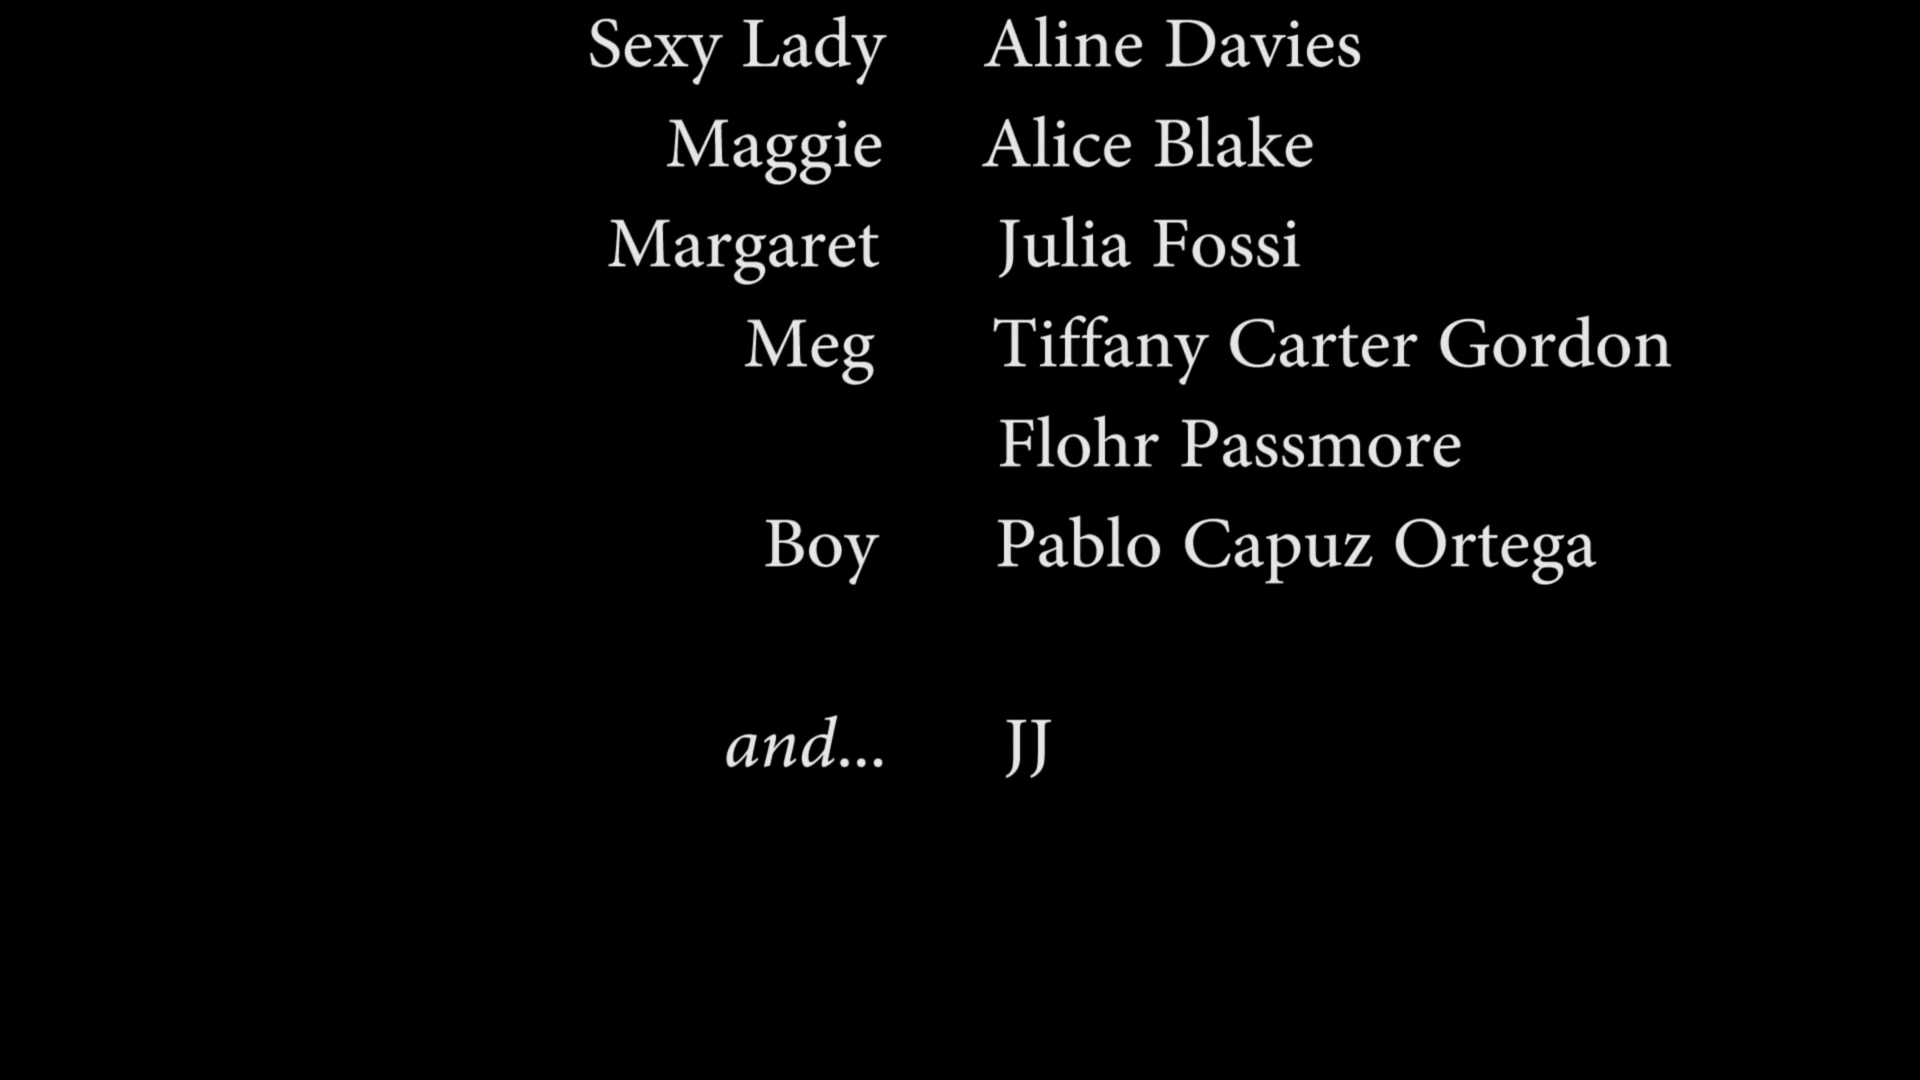 Sexy Lady Aline Davies
Maggie Alice Blake
Margaret Julia Fossi
Meg Tiffany Carter Gordon
Flohr Passmore
Boy Pablo Capuz Ortega
and... JJ